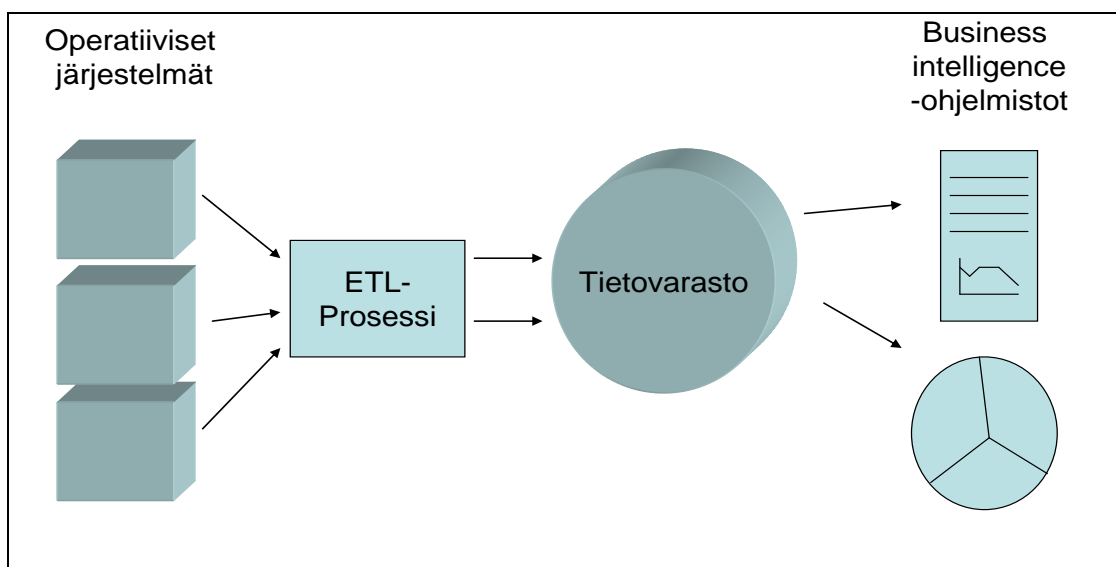 Operatiiviset
järjestelmät
Business
intelligence
-ohjelmistot
ETL-
Prosessi
Tietovarasto